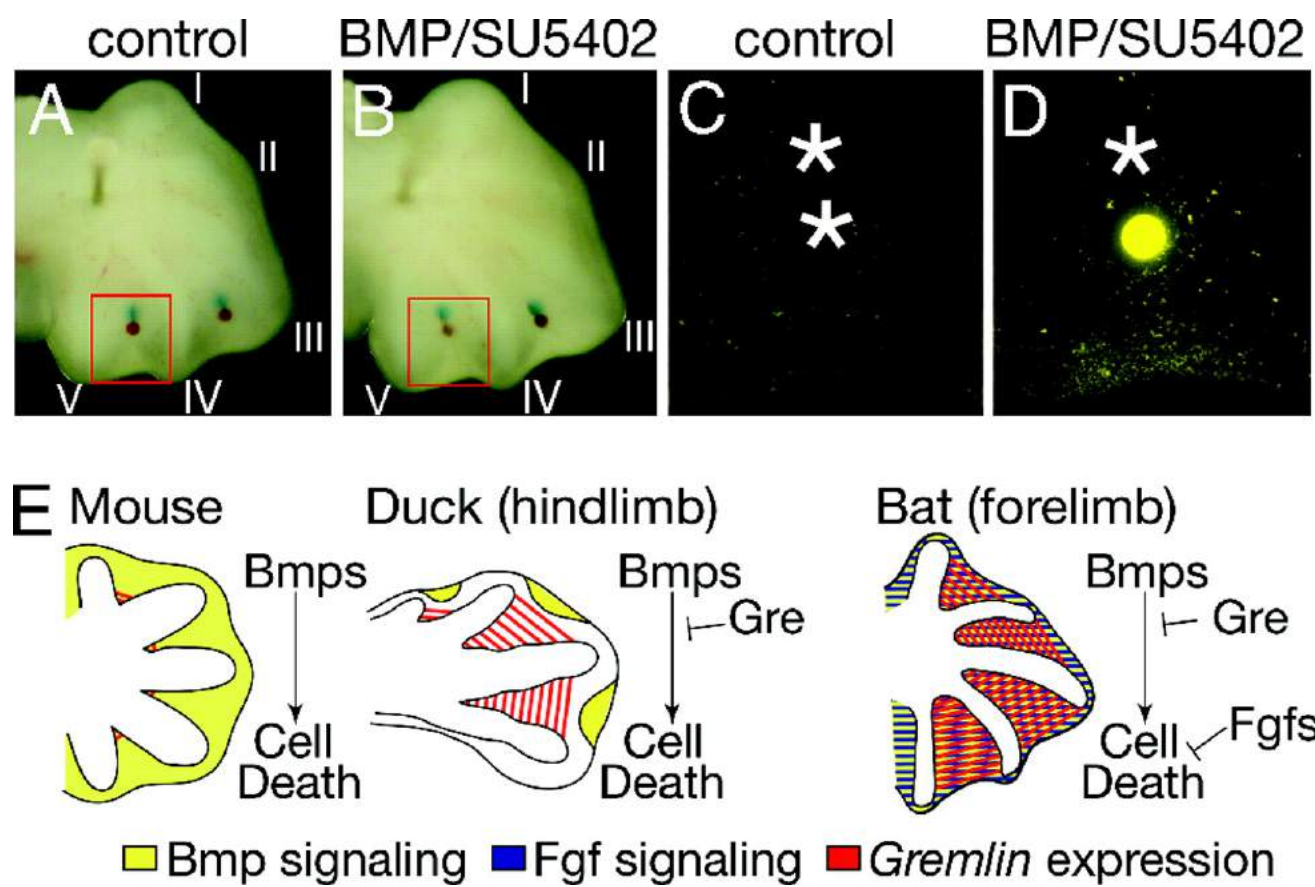 control BMP/SU5402 control BMP/SU5402
A I II III IV V
B I II III IV V
C * *
D *
E Mouse Duck (hindlimb) Bat (forelimb)
Bmps Bmps Bmps
Gre Gre
Cell Death Cell Death Cell Death
Fgfs
Bmp signaling Fgf signaling Gremlin expression